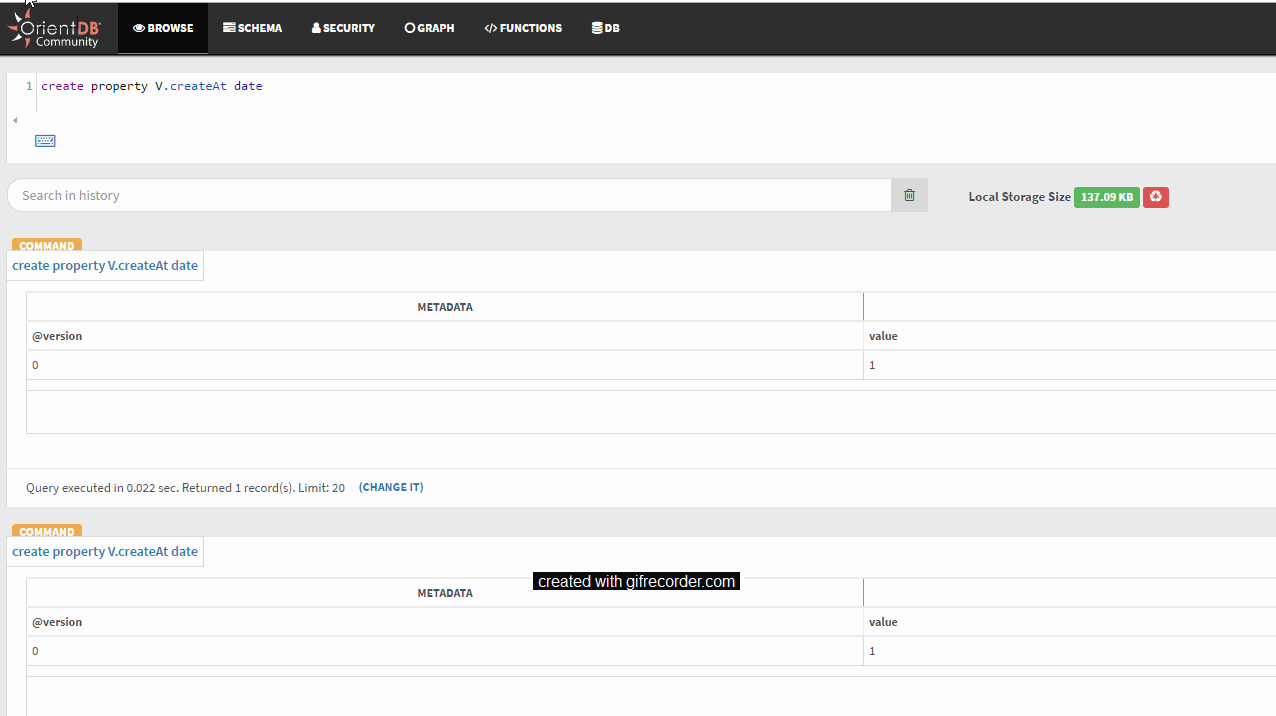 OrientDB
Community
BROWSE
SCHEMA
SECURITY
GRAPH
FUNCTIONS
DB
1 create property V.createAt date
Search in history
Local Storage Size 137.09 KB
COMMAND
create property V.createAt date
METADATA
@version value
0 1
Query executed in 0.022 sec. Returned 1 record(s). Limit: 20 (CHANGE IT)
COMMAND
create property V.createAt date
created with gifrecorder.com
METADATA
@version value
0 1